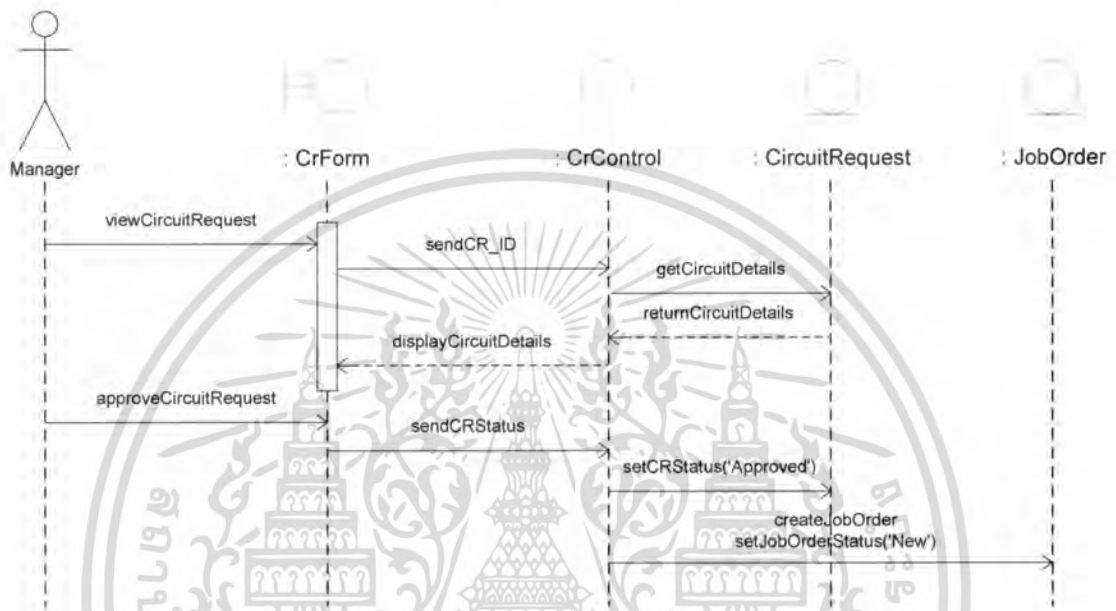 Manager
: CrForm
: CrControl
: CircuitRequest
: JobOrder
viewCircuitRequest
sendCR_ID
getCircuitDetails
returnCircuitDetails
displayCircuitDetails
approveCircuitRequest
sendCRStatus
setCRStatus('Approved')
createJobOrder
setJobOrderStatus('New')